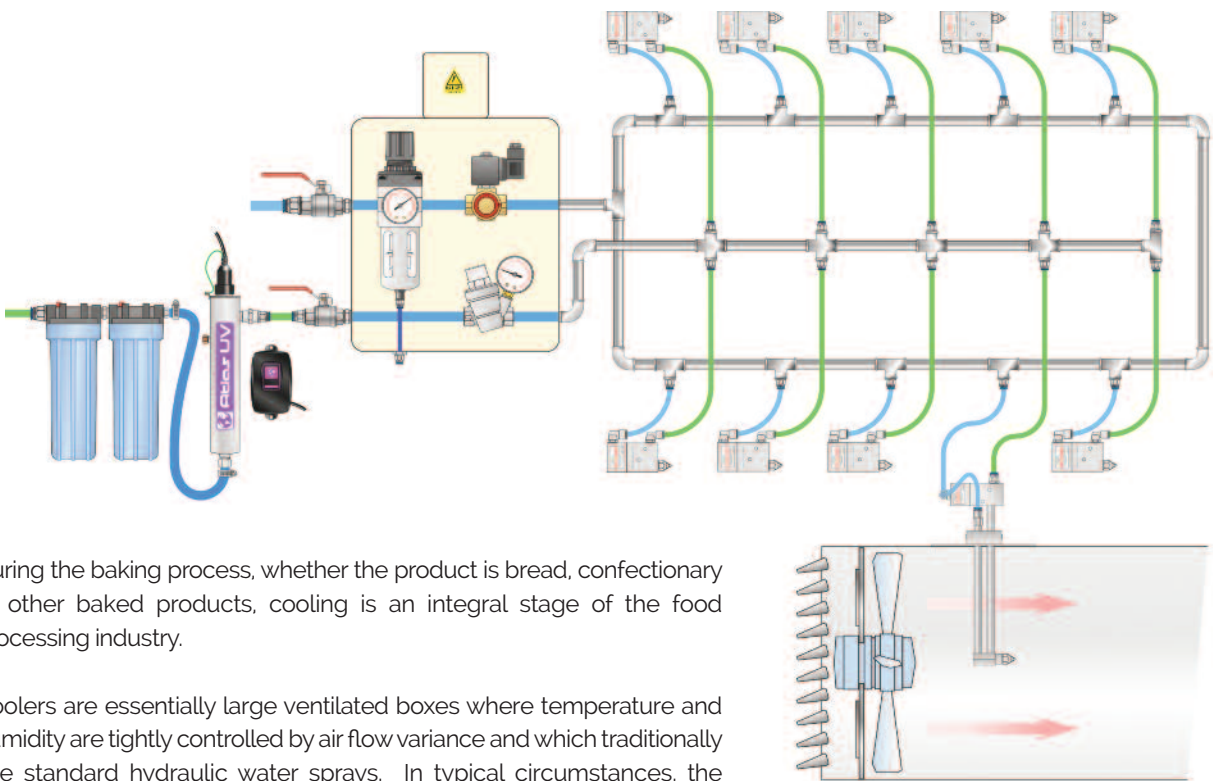 Atlas UV
uring the baking process, whether the product is bread, confectionary
other baked products, cooling is an integral stage of the food
ocessing industry.
oolers are essentially large ventilated boxes where temperature and
umidity are tightly controlled by air flow variance and which traditionally
e standard hydraulic water sprays. In typical circumstances, the